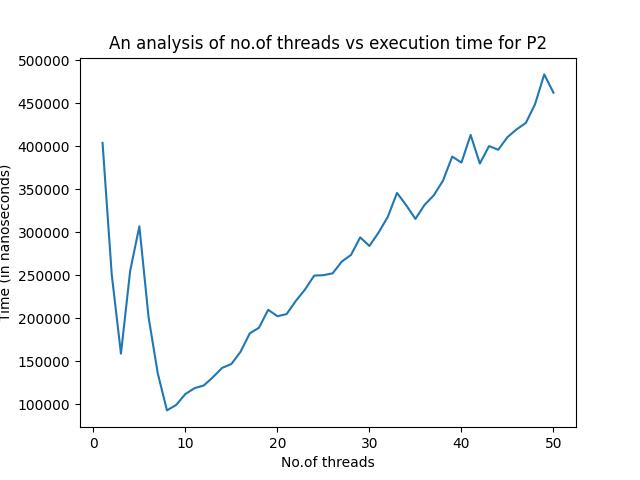 An analysis of no.of threads vs execution time for P2
500000
450000
400000
350000
300000
250000
200000
150000
100000
Time (in nanoseconds)
0 10 20 30 40 50
No.of threads